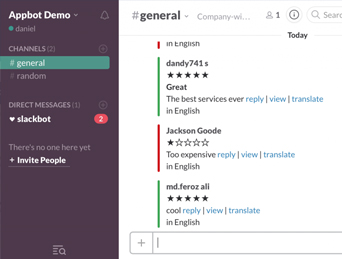 Appbot Demo
daniel
CHANNELS (2)
# general
# random
DIRECT MESSAGES (1)
slackbot 2
There's no one here yet
+ Invite People
#general
Company-wi...
1
Search
Today
in English
dandy741 s
★★★★★
Great
The best services ever reply | view | translate
in English
Jackson Goode
★☆☆☆☆
Too expensive reply | view | translate
in English
md.feroz ali
★★★★★
cool reply | view | translate
in English